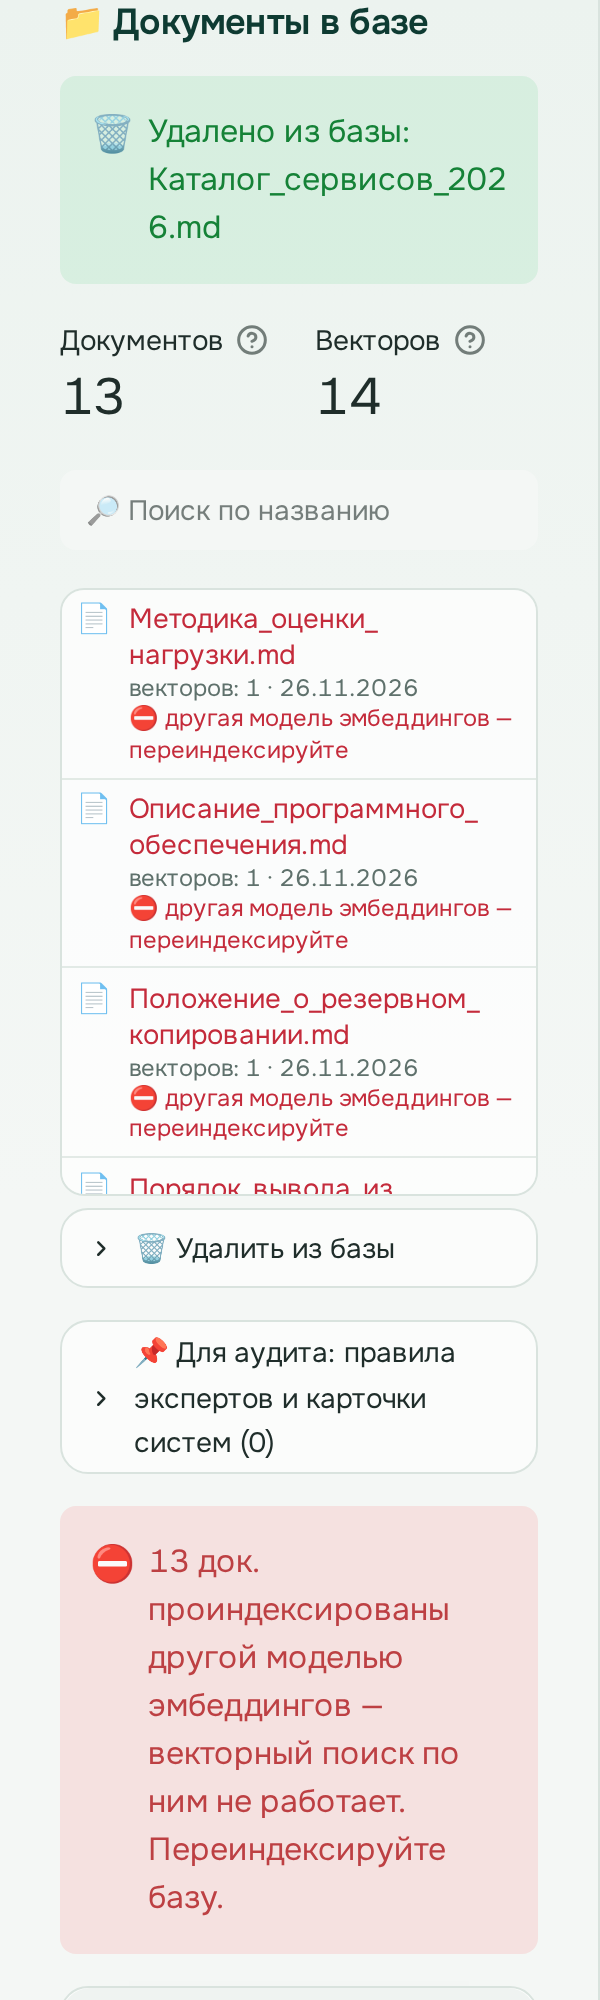 📁 Документы в базе
🗑️ Удалено из базы:
Каталог_сервисов_202
6.md
Документов ?
Векторов ?
13
14
🔎 Поиск по названию
Методика_оценки_
нагрузки.md
векторов: 1 · 26.11.2026
⛔ другая модель эмбеддингов —
переиндексируйте
Описание_программного_
обеспечения.md
векторов: 1 · 26.11.2026
⛔ другая модель эмбеддингов —
переиндексируйте
Положение_о_резервном_
копировании.md
векторов: 1 · 26.11.2026
⛔ другая модель эмбеддингов —
переиндексируйте
Порядок_вывода_из
🗑️ Удалить из базы
📌 Для аудита: правила
экспертов и карточки
систем (0)
⛔ 13 док.
проиндексированы
другой моделью
эмбеддингов —
векторный поиск по
ним не работает.
Переиндексируйте
базу.